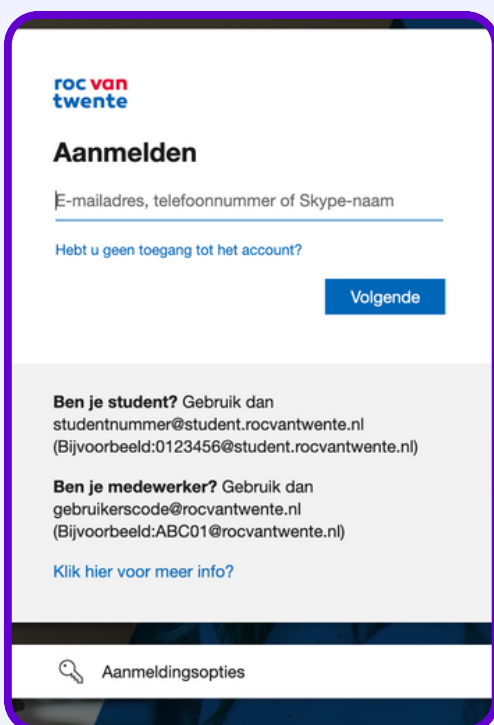 roc van
twente
Aanmelden
E-mailadres, telefoonnummer of Skype-naam
Hebt u geen toegang tot het account?
Volgende
Ben je student? Gebruik dan
studentnummer@student.rocvantwente.nl
(Bijvoorbeeld:0123456@student.rocvantwente.nl)
Ben je medewerker? Gebruik dan
gebruikerscode@rocvantwente.nl
(Bijvoorbeeld:ABC01@rocvantwente.nl)
Klik hier voor meer info?
Aanmeldingsopties